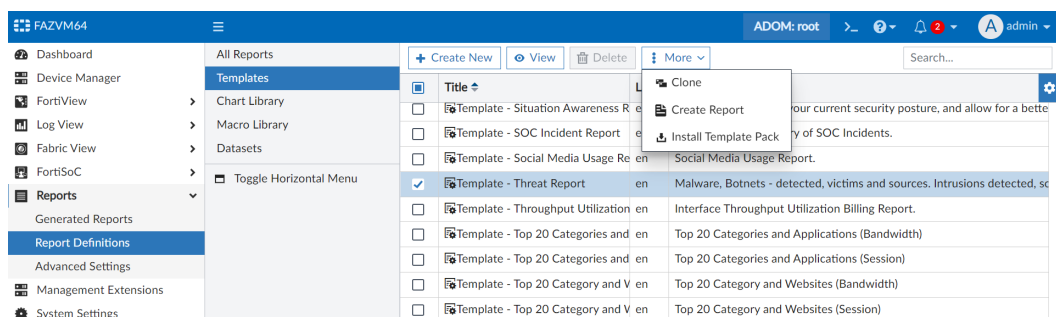 FAZVM64
ADOM: root
>_
?
2
A
admin
Dashboard
Device Manager
FortiView
Log View
Fabric View
FortiSoC
Reports
Generated Reports
Report Definitions
Advanced Settings
Management Extensions
System Settings
All Reports
Templates
Chart Library
Macro Library
Datasets
Toggle Horizontal Menu
+ Create New
View
Delete
More
Search...
Clone
Create Report
Install Template Pack
Title L
Template - Situation Awareness R e your current security posture, and allow for a bette
Template - SOC Incident Report e y of SOC Incidents.
Template - Social Media Usage Re en Social Media Usage Report.
Template - Threat Report en Malware, Botnets - detected, victims and sources. Intrusions detected, sc
Template - Throughput Utilization en Interface Throughput Utilization Billing Report.
Template - Top 20 Categories and en Top 20 Categories and Applications (Bandwidth)
Template - Top 20 Categories and en Top 20 Categories and Applications (Session)
Template - Top 20 Category and W en Top 20 Category and Websites (Bandwidth)
Template - Top 20 Category and W en Top 20 Category and Websites (Session)